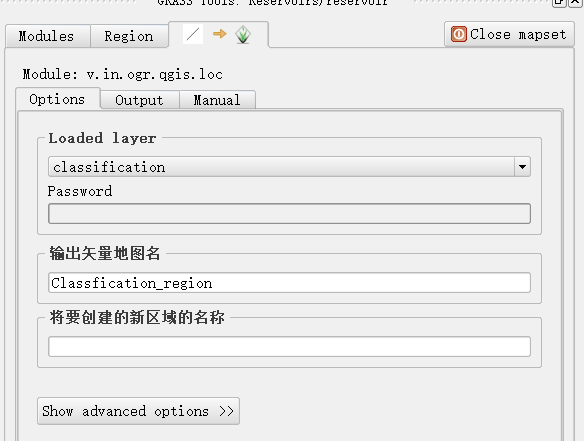 GRASS Tools: Reservoirs/reservoir
Modules Region Close mapset
Module: v.in.ogr.qgis.loc
Options Output Manual
Loaded layer
classification
Password
输出矢量地图名
Classfication_region
将要创建的新区域的名称
Show advanced options >>